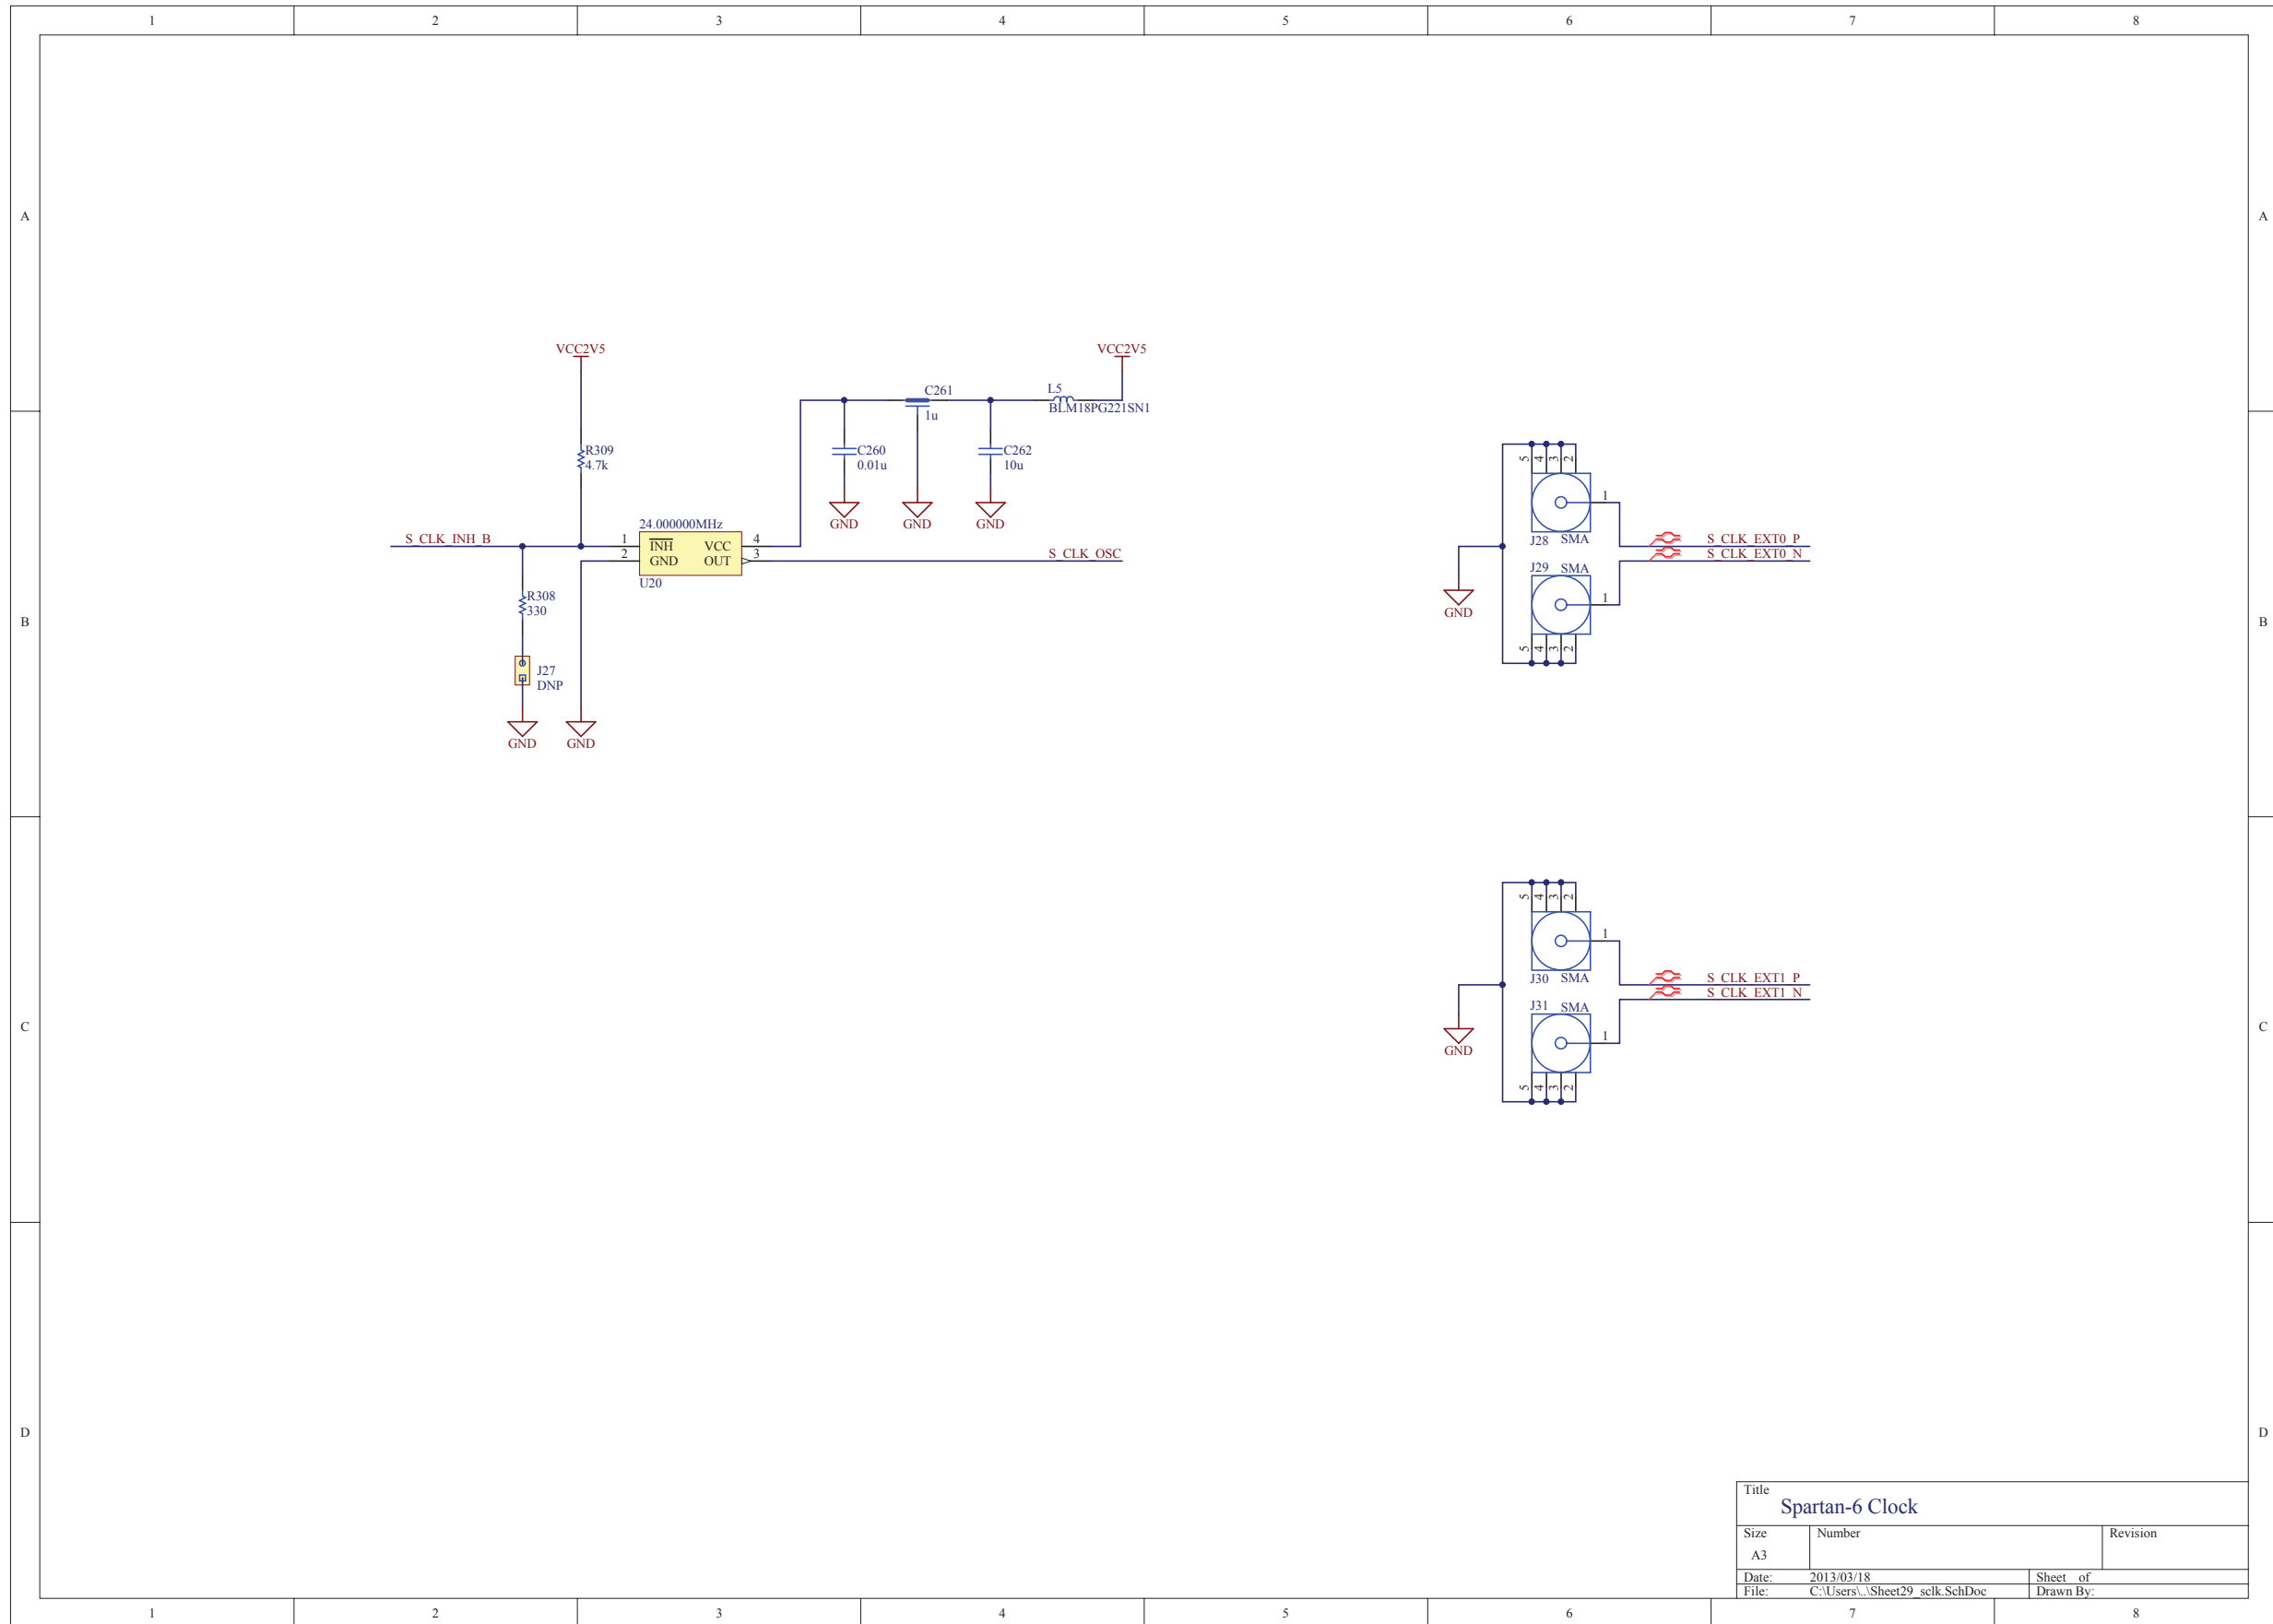 1 2 3 4 5 6 7 8
A A
VCC2V5 VCC2V5
C261
1u
L5
BLM18PG221SN1
R309
4.7k
C260
0.01u
C262
10u
GND GND GND
24.000000MHz
S_CLK_INH_B
1 INH VCC 4
2 GND OUT 3
S_CLK_OSC
U20
R308
330
J27
DNP
GND GND
5 4 3 2
1
J28 SMA
S_CLK_EXT0_P
S_CLK_EXT0_N
J29 SMA
1
GND
5 4 3 2
B B
5 4 3 2
1
J30 SMA
S_CLK_EXT1_P
S_CLK_EXT1_N
J31 SMA
1
GND
5 4 3 2
C C
D D
Title
Spartan-6 Clock
Size Number Revision
A3
Date: 2013/03/18 Sheet of
File: C:\Users\..\Sheet29_sclk.SchDoc Drawn By:
1 2 3 4 5 6 7 8